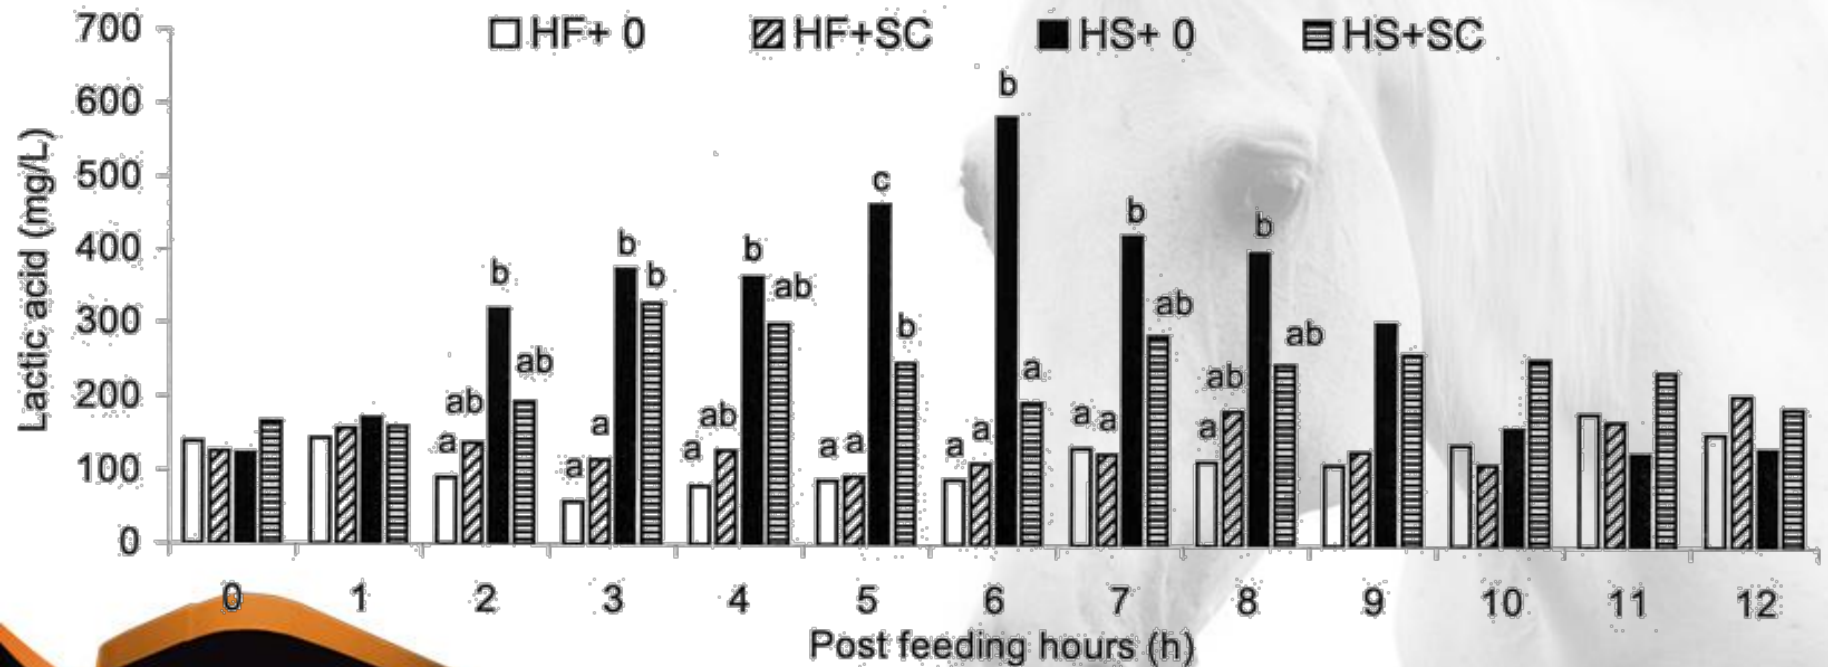 HF+ 0 HF+SC HS+ 0 HS+SC
700
600
500
400
300
200
100
0
Lactic acid (mg/L)
a ab b ab
a a b b
a ab b ab
a a c b
a a b a
a a b ab
a ab b ab
0 1 2 3 4 5 6 7 8 9 10 11 12
Post feeding hours (h)